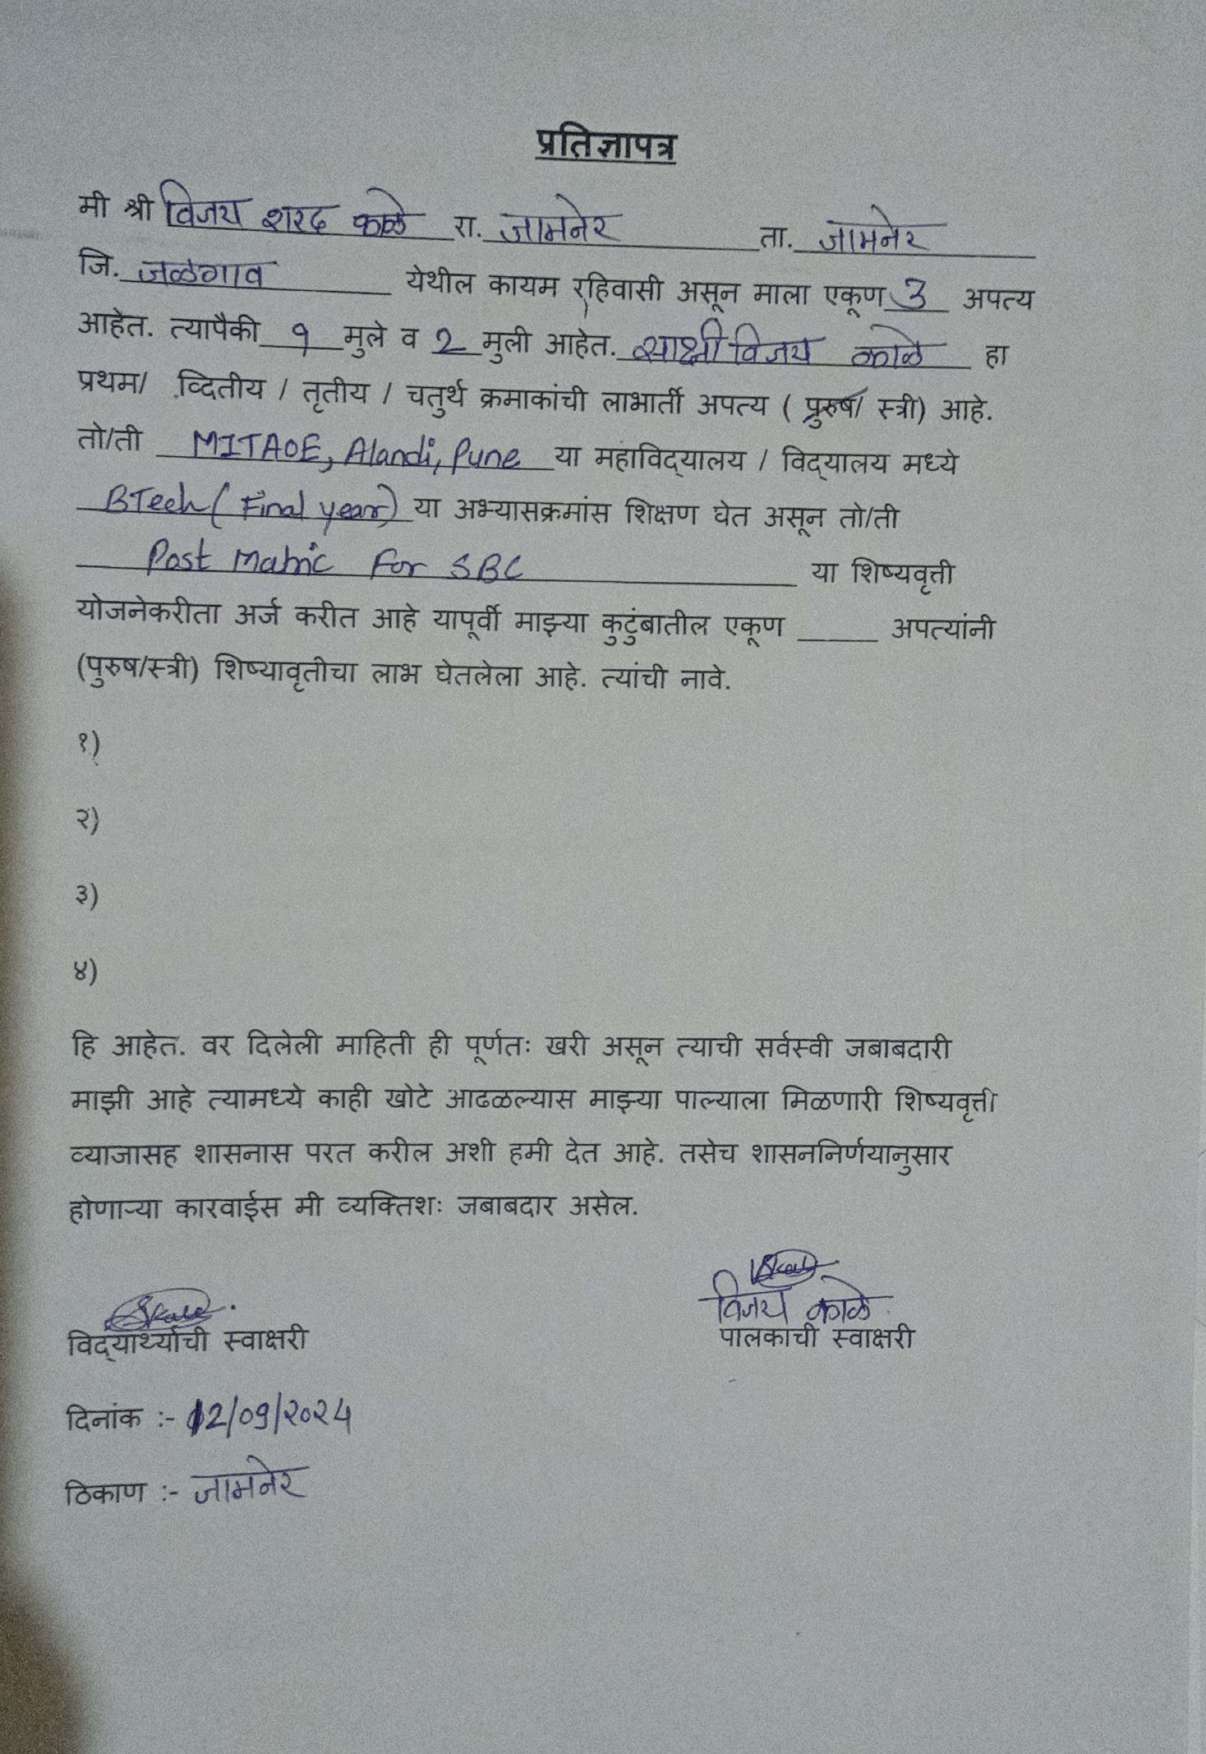 प्रतिज्ञापत्र
मी श्री विजय शरद काळे रा. जामनेर ता. जामनेर
जि. जळगाव येथील कायम रहिवासी असून माला एकूण 3 अपत्य
आहेत. त्यापैकी १ मुले व 2 मुली आहेत. साक्षी विजय काळे हा
प्रथम/ व्दितीय / तृतीय / चतुर्थ क्रमाकांची लाभार्ती अपत्य ( पुरुष/ स्त्री) आहे.
तो/ती MITAOE, Alandi, Pune या महाविद्यालय / विद्यालय मध्ये
BTech ( Final year) या अभ्यासक्रमांस शिक्षण घेत असून तो/ती
Post Matric For SBC या शिष्यवृत्ती
योजनेकरीता अर्ज करीत आहे यापूर्वी माझ्या कुटुंबातील एकूण ____ अपत्यांनी
(पुरुष/स्त्री) शिष्यावृतीचा लाभ घेतलेला आहे. त्यांची नावे.
१)
२)
३)
४)
हि आहेत. वर दिलेली माहिती ही पूर्णतः खरी असून त्याची सर्वस्वी जबाबदारी
माझी आहे त्यामध्ये काही खोटे आढळल्यास माझ्या पाल्याला मिळणारी शिष्यवृत्ती
व्याजासह शासनास परत करील अशी हमी देत आहे. तसेच शासननिर्णयानुसार
होणाऱ्या कारवाईस मी व्यक्तिशः जबाबदार असेल.
Skale.
विजय काळे
विद्यार्थ्याची स्वाक्षरी पालकाची स्वाक्षरी
दिनांक :- 12/09/2024
ठिकाण :- जामनेर